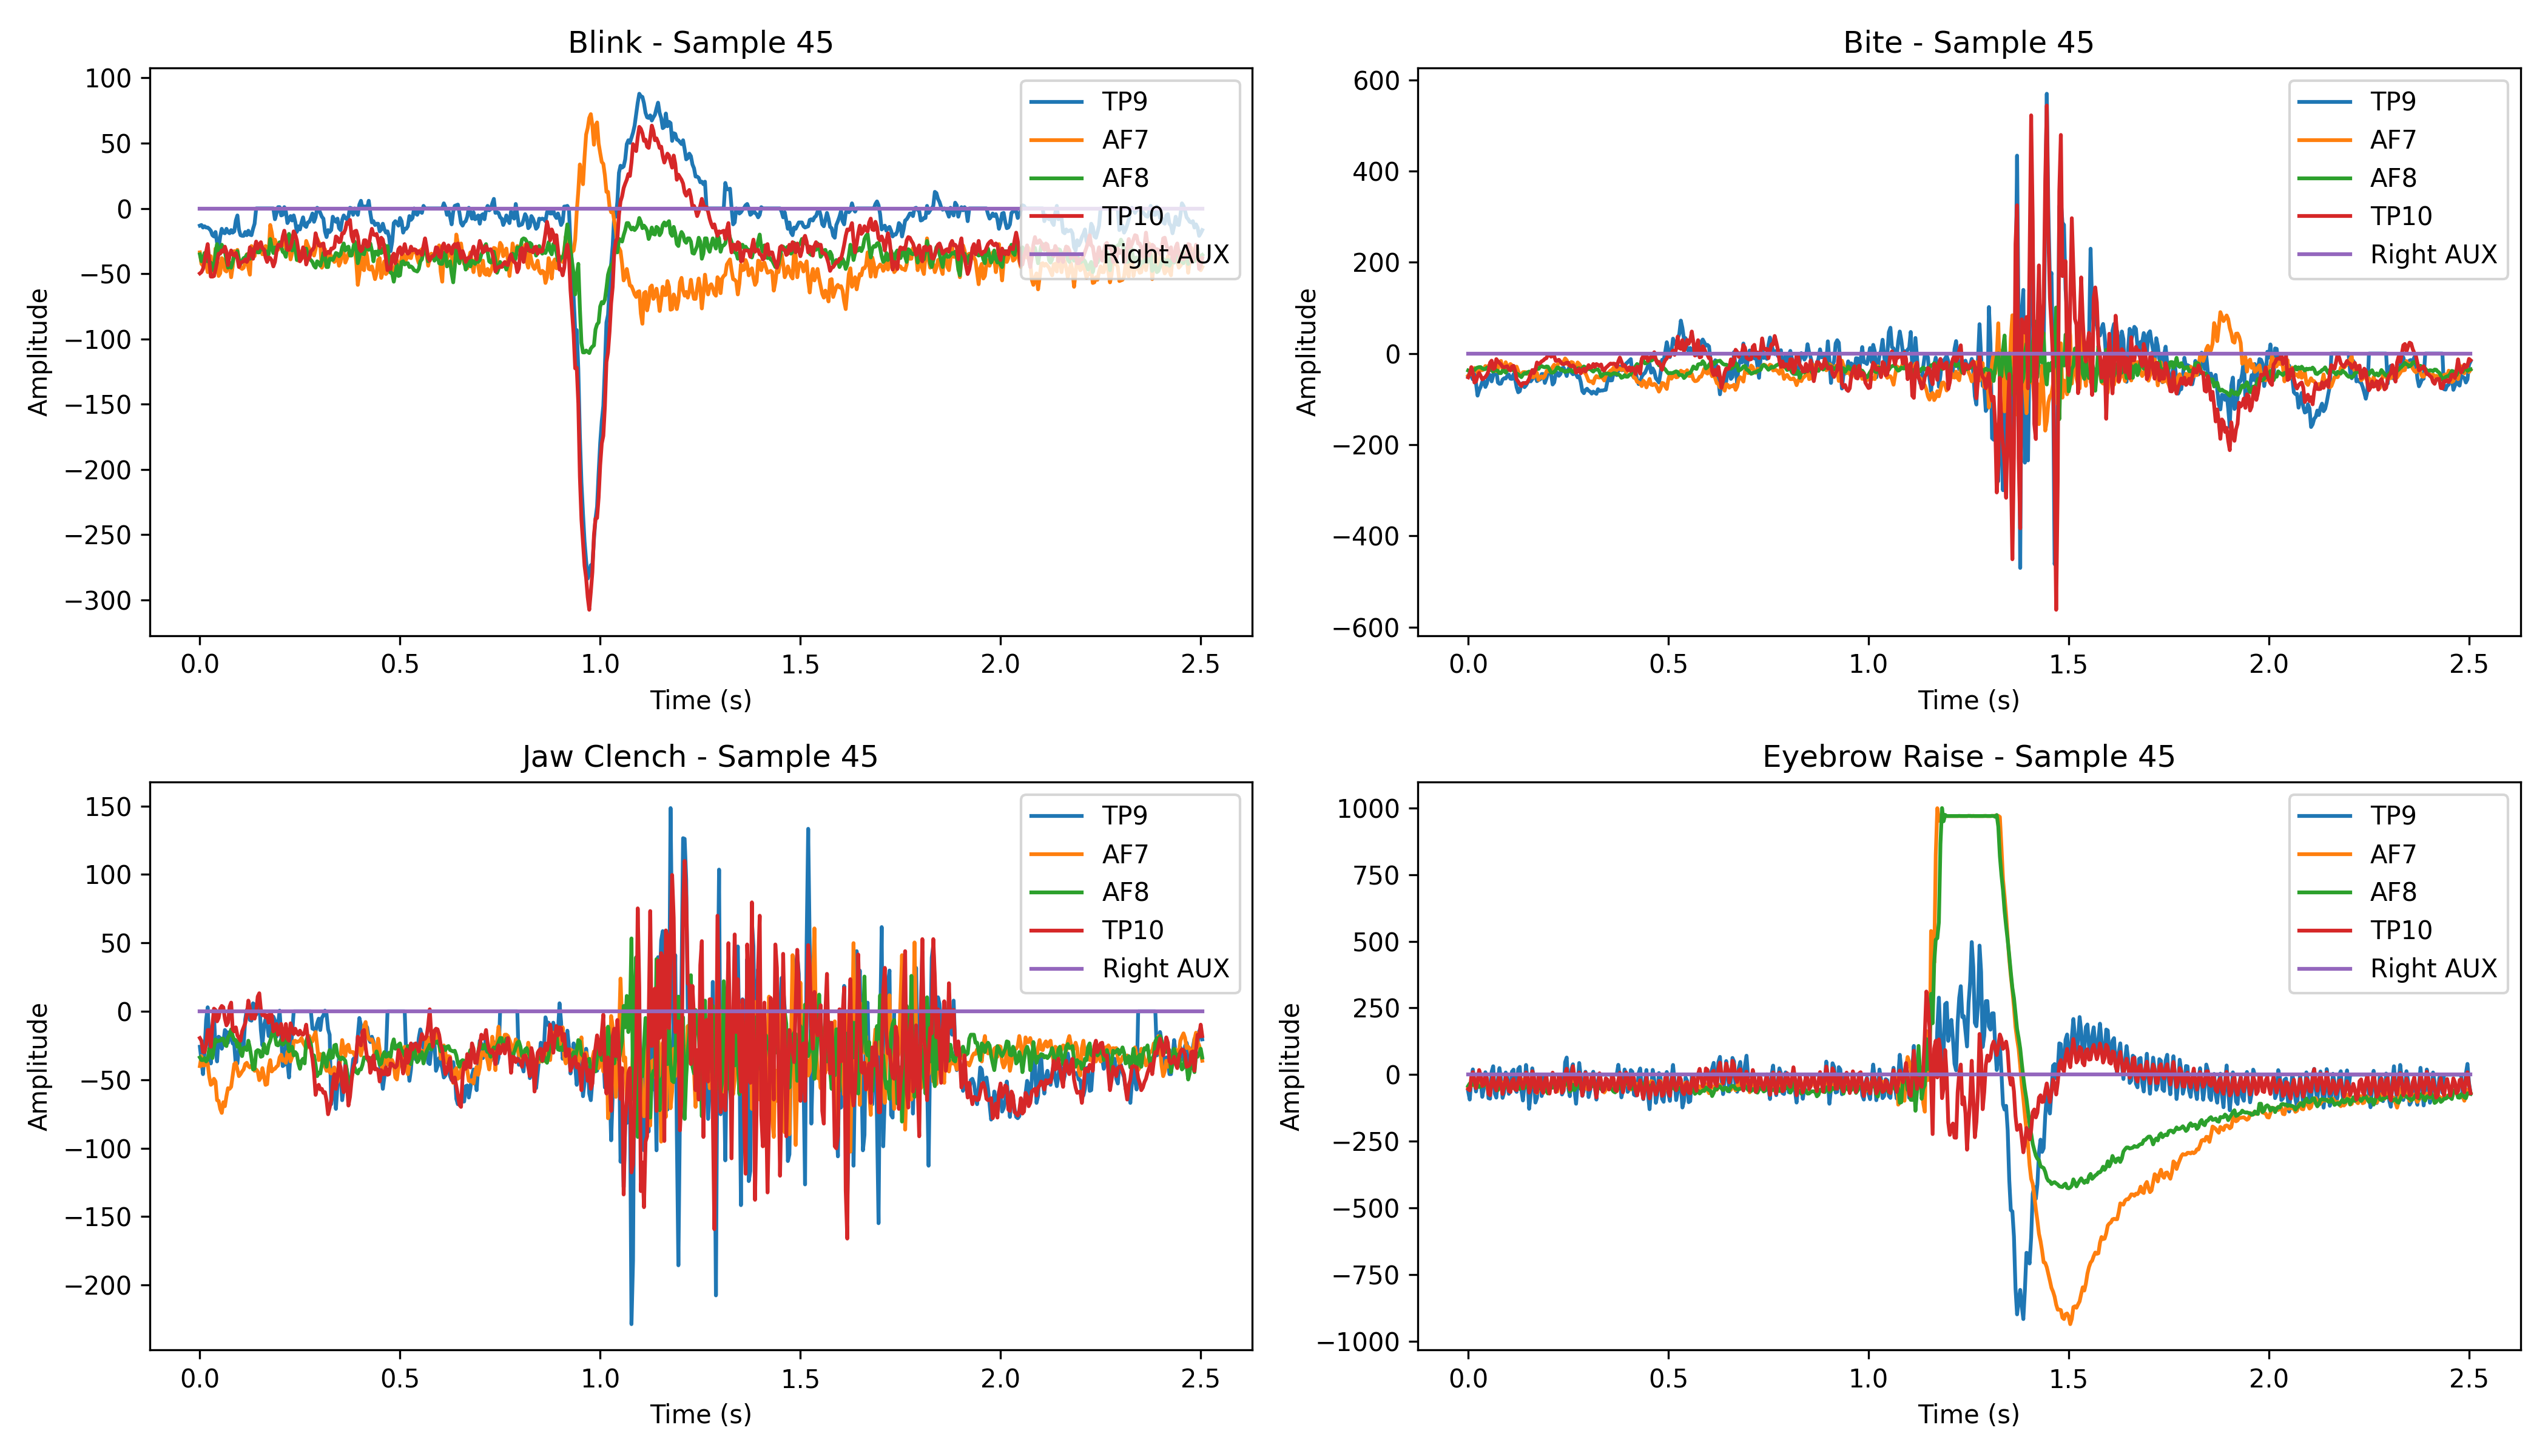 Blink - Sample 45
Amplitude
100
50
0
−50
−100
−150
−200
−250
−300
TP9
AF7
AF8
TP10
Right AUX
0.0 0.5 1.0 1.5 2.0 2.5
Time (s)
Bite - Sample 45
Amplitude
600
400
200
0
−200
−400
−600
TP9
AF7
AF8
TP10
Right AUX
0.0 0.5 1.0 1.5 2.0 2.5
Time (s)
Jaw Clench - Sample 45
Amplitude
150
100
50
0
−50
−100
−150
−200
TP9
AF7
AF8
TP10
Right AUX
0.0 0.5 1.0 1.5 2.0 2.5
Time (s)
Eyebrow Raise - Sample 45
Amplitude
1000
750
500
250
0
−250
−500
−750
−1000
TP9
AF7
AF8
TP10
Right AUX
0.0 0.5 1.0 1.5 2.0 2.5
Time (s)